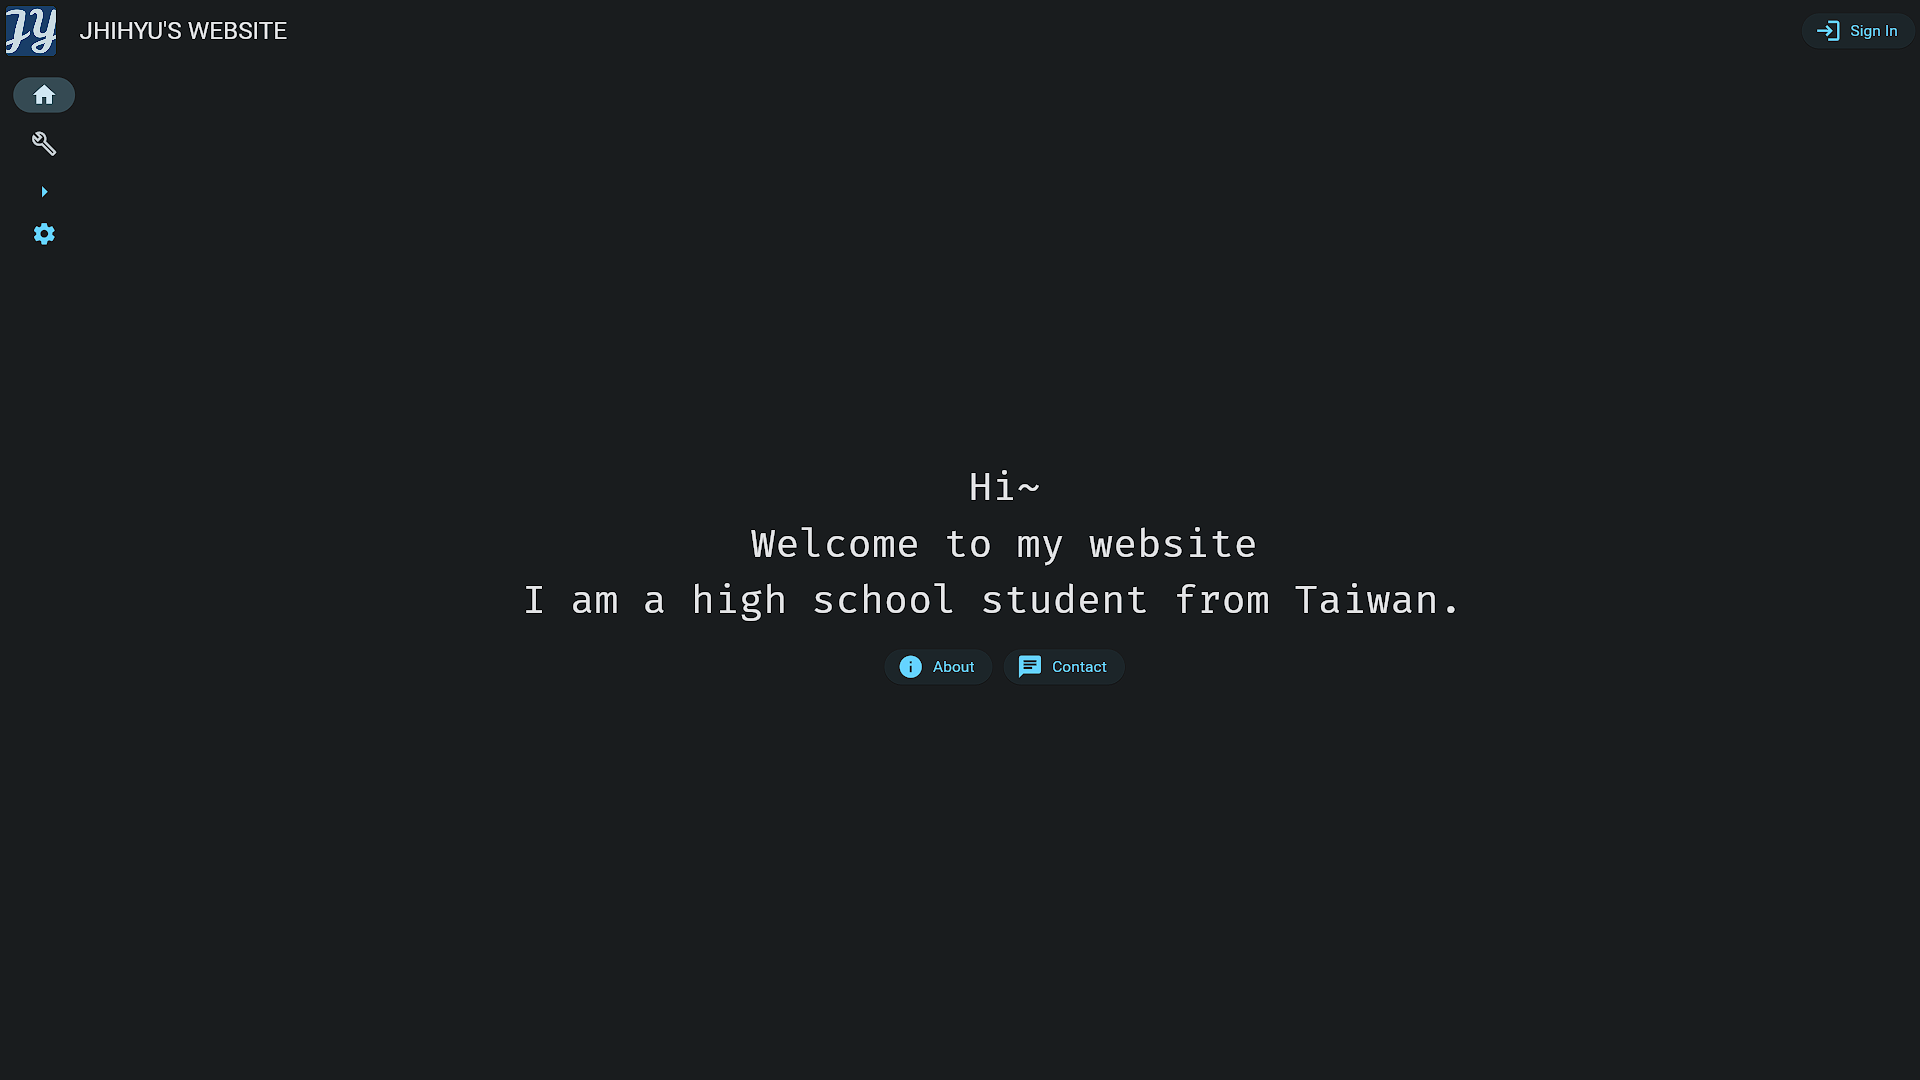 JY
JHIHYU'S WEBSITE
Sign In
Hi~
Welcome to my website
I am a high school student from Taiwan.
About
Contact